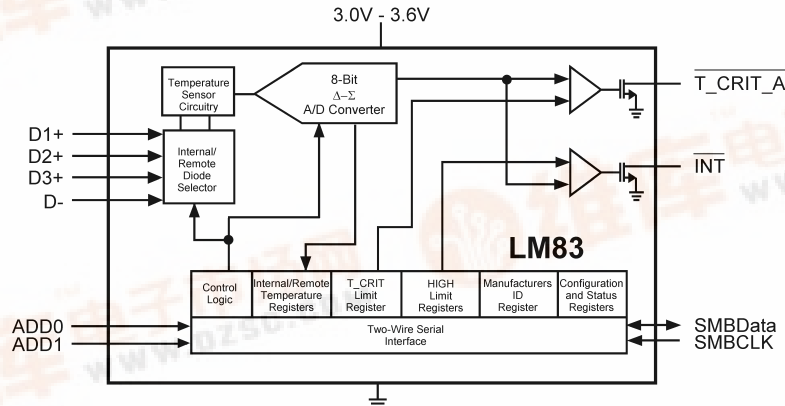 3.0V - 3.6V
Temperature
Sensor
Circuitry
8-Bit
Δ–Σ
A/D Converter
T_CRIT_A
D1+
D2+
D3+
D-
Internal/
Remote
Diode
Selector
INT
LM83
Control
Logic
Internal/Remote
Temperature
Registers
T_CRIT
Limit
Register
HIGH
Limit
Registers
Manufacturers
ID
Register
Configuration
and Status
Registers
ADD0
ADD1
Two-Wire Serial
Interface
SMBData
SMBCLK